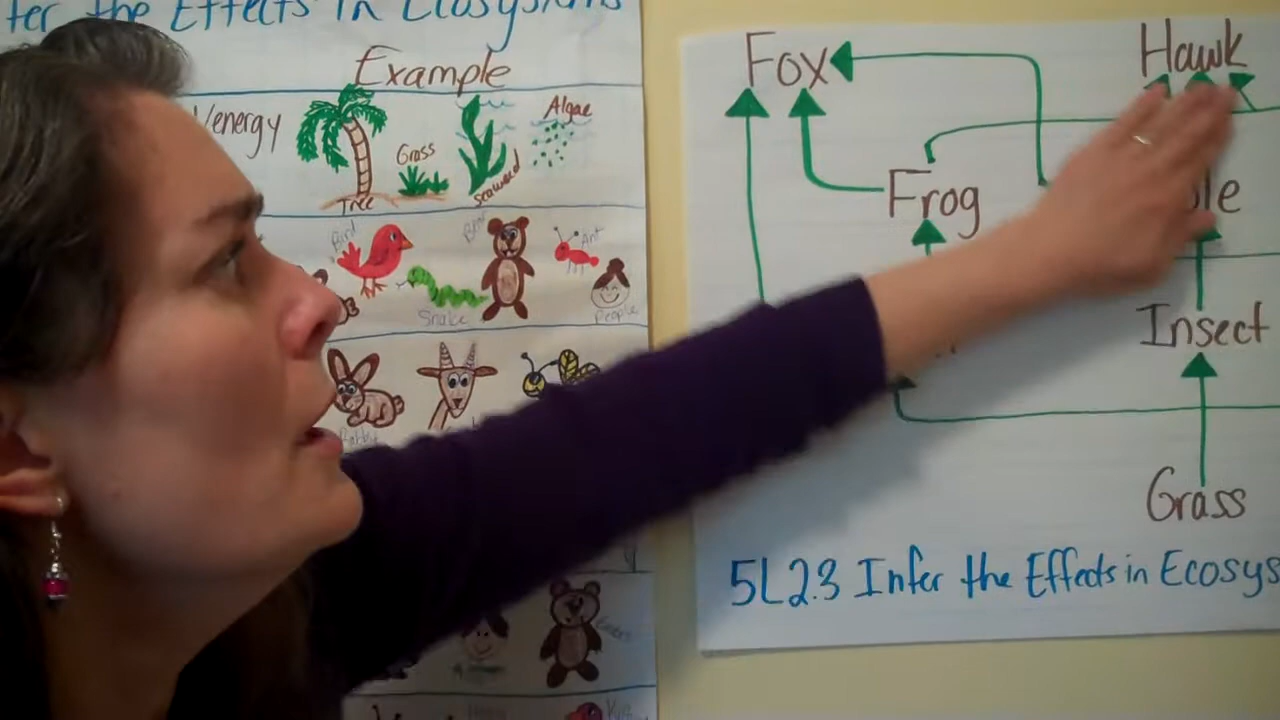 fer the Effects in Ecosystems
Example
/energy
Tree
Grass
Seaweed
Algae
Bird
Snake
Bear
Ant
People
Rabbit
Fox
Hawk
Frog
Insect
Grass
5L2.3 Infer the Effects in Ecosys